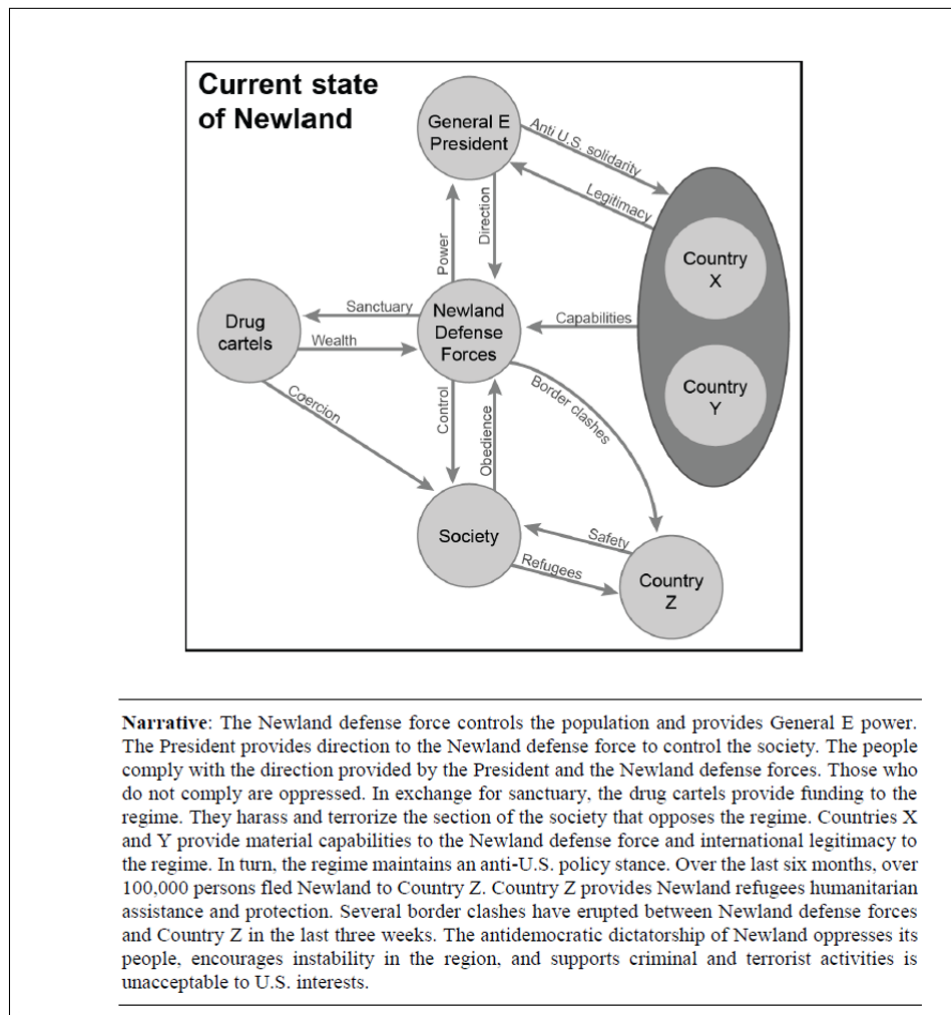 Current state
of Newland
General E
President
Anti U.S. solidarity
Legitimacy
Power
Direction
Country
X
Drug
cartels
Sanctuary
Wealth
Newland
Defense
Forces
Capabilities
Country
Y
Coercion
Control
Obedience
Border clashes
Society
Safety
Refugees
Country
Z
Narrative: The Newland defense force controls the population and provides General E power.
The President provides direction to the Newland defense force to control the society. The people
comply with the direction provided by the President and the Newland defense forces. Those who
do not comply are oppressed. In exchange for sanctuary, the drug cartels provide funding to the
regime. They harass and terrorize the section of the society that opposes the regime. Countries X
and Y provide material capabilities to the Newland defense force and international legitimacy to
the regime. In turn, the regime maintains an anti-U.S. policy stance. Over the last six months, over
100,000 persons fled Newland to Country Z. Country Z provides Newland refugees humanitarian
assistance and protection. Several border clashes have erupted between Newland defense forces
and Country Z in the last three weeks. The antidemocratic dictatorship of Newland oppresses its
people, encourages instability in the region, and supports criminal and terrorist activities is
unacceptable to U.S. interests.